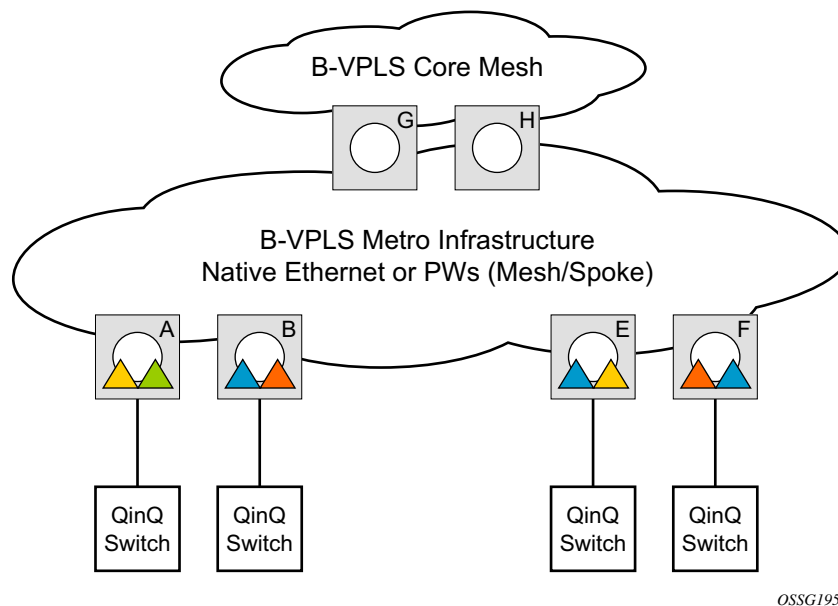 B-VPLS Core Mesh
G
H
B-VPLS Metro Infrastructure
Native Ethernet or PWs (Mesh/Spoke)
A
B
E
F
QinQ
Switch
QinQ
Switch
QinQ
Switch
QinQ
Switch
OSSG195